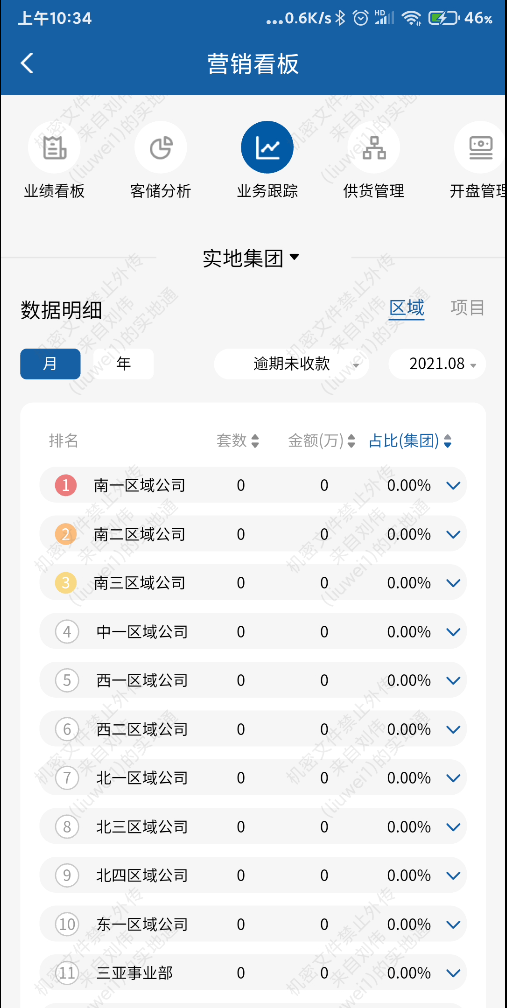 上午10:34
...0.6K/s HD 46%
营销看板
业绩看板 客储分析 业务跟踪 供货管理 开盘管理
实地集团
数据明细 区域 项目
月 年 逾期未收款 2021.08
排名 套数 金额(万) 占比(集团)
1 南一区域公司 0 0 0.00%
2 南二区域公司 0 0 0.00%
3 南三区域公司 0 0 0.00%
4 中一区域公司 0 0 0.00%
5 西一区域公司 0 0 0.00%
6 西二区域公司 0 0 0.00%
7 北一区域公司 0 0 0.00%
8 北三区域公司 0 0 0.00%
9 北四区域公司 0 0 0.00%
10 东一区域公司 0 0 0.00%
11 三亚事业部 0 0 0.00%
机密文件禁止外传
来自刘伟
(liuwei1)的实地通